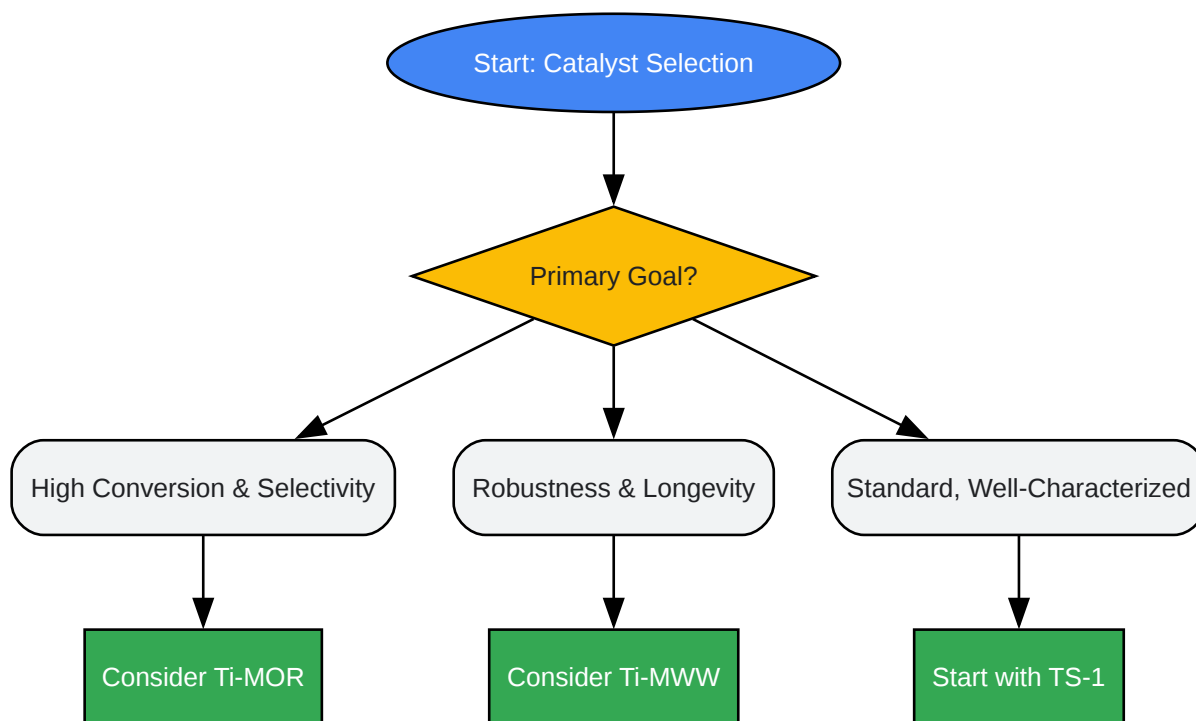 Start: Catalyst Selection
Primary Goal?
High Conversion & Selectivity
Robustness & Longevity
Standard, Well-Characterized
Consider Ti-MOR
Consider Ti-MWW
Start with TS-1